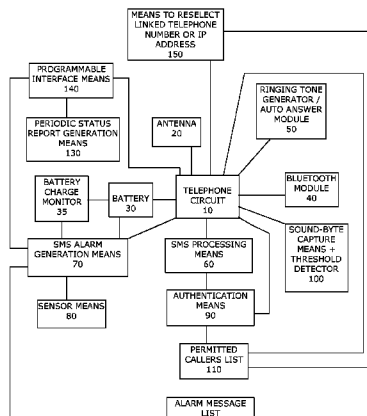 MEANS TO RESELECT
LINKED TELEPHONE
NUMBER OR IP
ADDRESS
150
PROGRAMMABLE
INTERFACE MEANS
140
RINGING TONE
GENERATOR /
AUTO ANSWER
MODULE
50
PERIODIC STATUS
REPORT GENERATION
MEANS
130
ANTENNA
20
BATTERY
CHARGE
MONITOR
35
BATTERY
30
TELEPHONE
CIRCUIT
10
BLUETOOTH
MODULE
40
SMS ALARM
GENERATION MEANS
70
SMS PROCESSING
MEANS
60
SOUND-BYTE
CAPTURE
MEANS +
THRESHOLD
DETECTOR
100
SENSOR MEANS
80
AUTHENTICATION
MEANS
90
PERMITTED
CALLERS LIST
110
ALARM MESSAGE
LIST